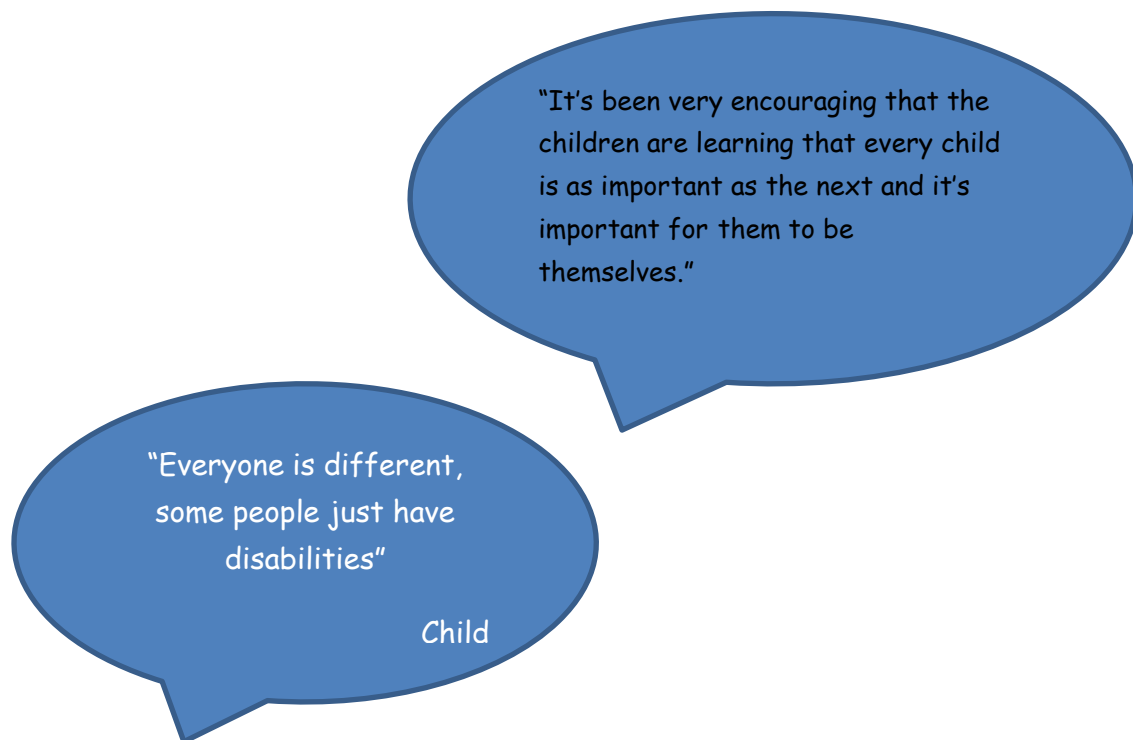 “It’s been very encouraging that the
children are learning that every child
is as important as the next and it’s
important for them to be
themselves.”
“Everyone is different,
some people just have
disabilities”
Child